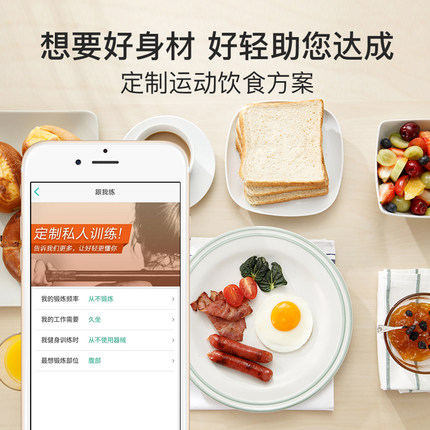 想要好身材 好轻助您达成
定制运动饮食方案
跟我练
定制私人训练!
告诉我们更多，让好轻更懂你
我的锻炼频率 从不锻炼
我的工作需要 久坐
我健身训练时 从不使用器械
最想锻炼部位 腹部